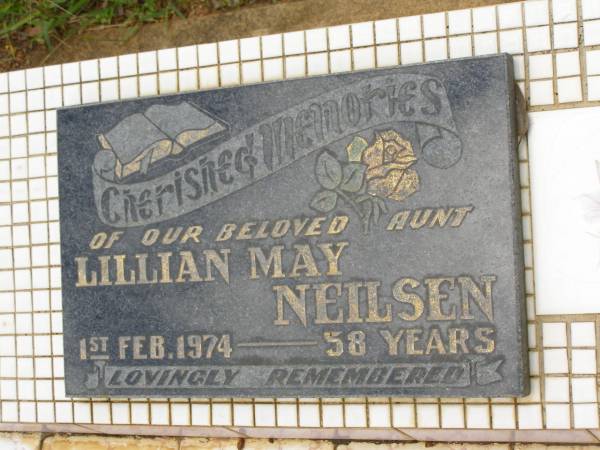 Cherished Memories
OF OUR BELOVED AUNT
LILLIAN MAY
NEILSEN
1ST FEB. 1974 — 58 YEARS
LOVINGLY REMEMBERED